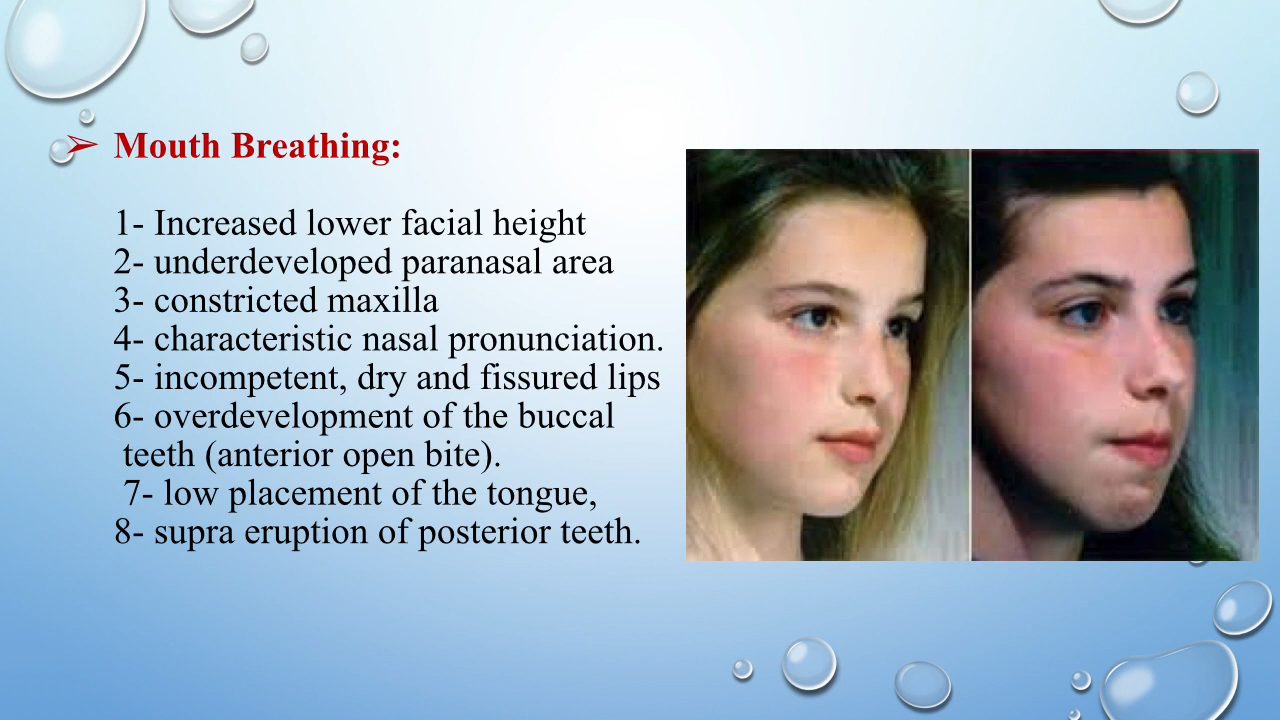 ➢ Mouth Breathing:
1- Increased lower facial height
2- underdeveloped paranasal area
3- constricted maxilla
4- characteristic nasal pronunciation.
5- incompetent, dry and fissured lips
6- overdevelopment of the buccal
teeth (anterior open bite).
7- low placement of the tongue,
8- supra eruption of posterior teeth.